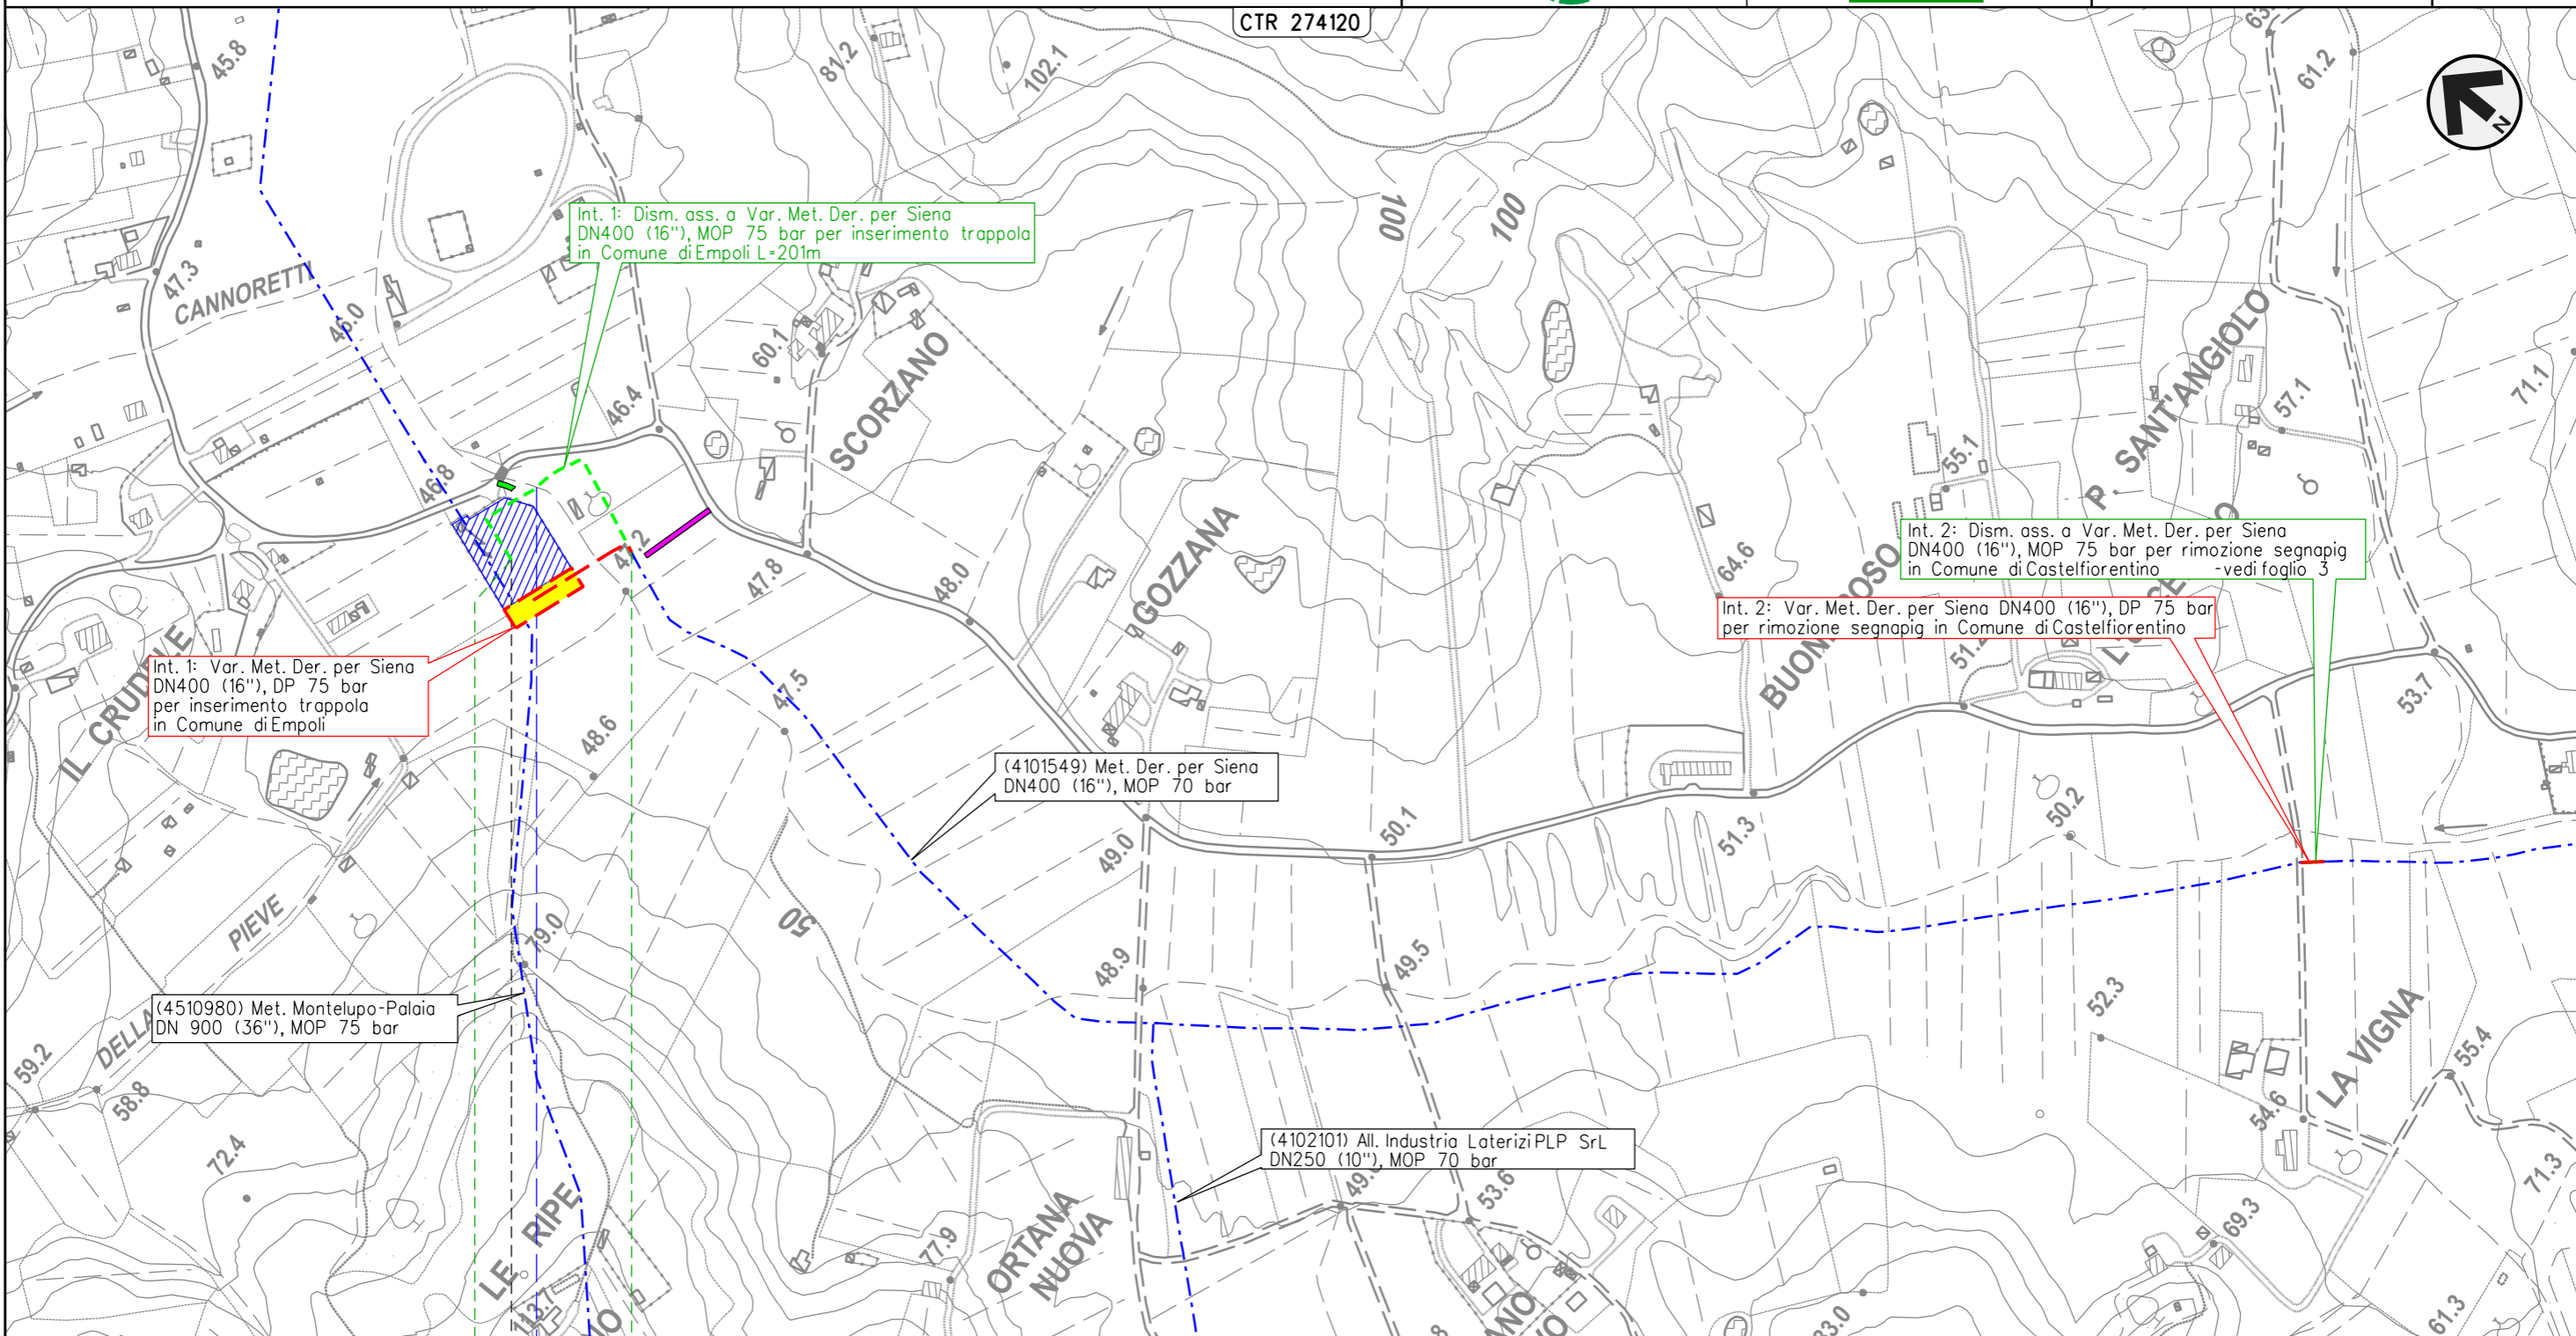 CTR 274120
45.8
81.2
102.1
61.2
N
Int. 1: Dism. ass. a Var. Met. Der. per Siena
DN400 (16"), MOP 75 bar per inserimento trappola
in Comune di Empoli L=201m
100
100
47.3
CANNORETTI
46.0
60.1
SCORZANO
46.4
46.8
47.2
47.8
48.0
GOZZANA
64.6
55.1
P. SANT'ANGIOLO
57.1
71.1
Int. 2: Dism. ass. a Var. Met. Der. per Siena
DN400 (16"), MOP 75 bar per rimozione segnapig
in Comune di Castelfiorentino -vedi foglio 3
Int. 2: Var. Met. Der. per Siena DN400 (16"), DP 75 bar
per rimozione segnapig in Comune di Castelfiorentino
51.2
53.7
IL CRUDELE
Int. 1: Var. Met. Der. per Siena
DN400 (16"), DP 75 bar
per inserimento trappola
in Comune di Empoli
48.6
47.5
(4101549) Met. Der. per Siena
DN400 (16"), MOP 70 bar
49.0
50.1
51.3
50.2
PIEVE
DELLA
79.0
50
48.9
49.5
52.3
LA VIGNA
55.4
54.6
(4510980) Met. Montelupo-Palaia
DN 900 (36"), MOP 75 bar
59.2
58.8
72.4
LE RIPE
113.7
77.9
ORTANA
NUOVA
(4102101) All. Industria Laterizi PLP SrL
DN250 (10"), MOP 70 bar
53.6
69.3
71.3
61.3